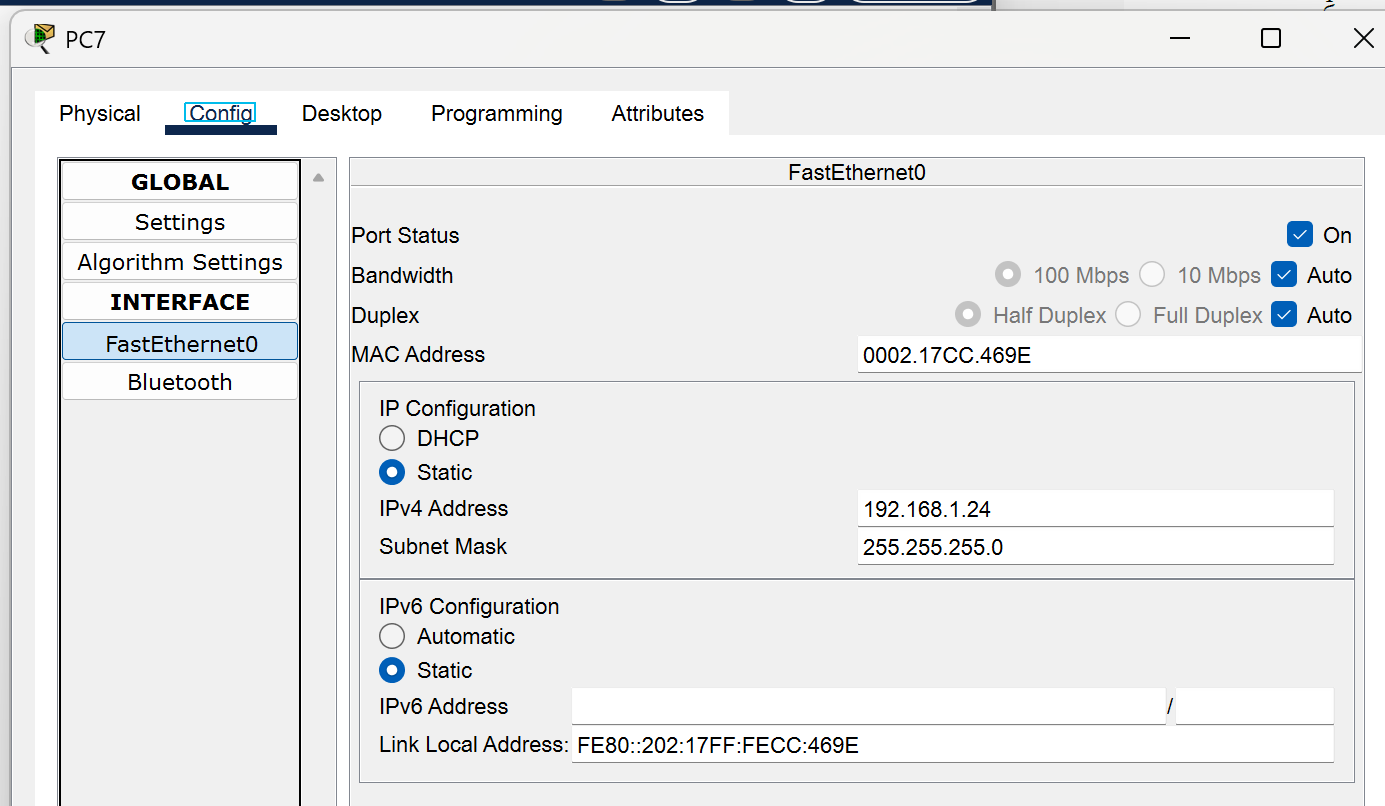 PC7
Physical Config Desktop Programming Attributes
GLOBAL
Settings
Algorithm Settings
INTERFACE
FastEthernet0
Bluetooth
FastEthernet0
Port Status On
Bandwidth 100 Mbps 10 Mbps Auto
Duplex Half Duplex Full Duplex Auto
MAC Address 0002.17CC.469E
IP Configuration
DHCP
Static
IPv4 Address 192.168.1.24
Subnet Mask 255.255.255.0
IPv6 Configuration
Automatic
Static
IPv6 Address /
Link Local Address: FE80::202:17FF:FECC:469E